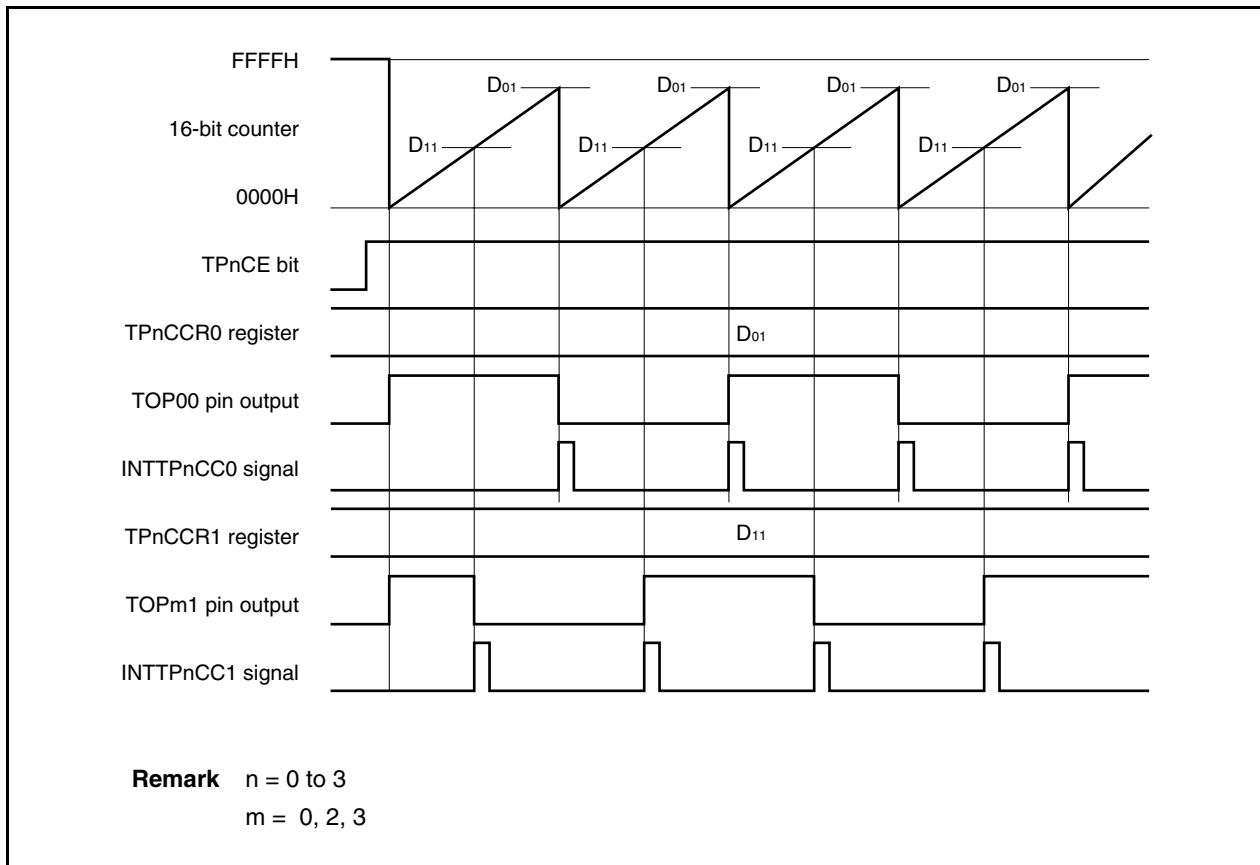 FFFFH
D01 D01 D01 D01
16-bit counter
D11 D11 D11 D11
0000H
TPnCE bit
TPnCCR0 register
D01
TOP00 pin output
INTTPnCC0 signal
TPnCCR1 register
D11
TOPm1 pin output
INTTPnCC1 signal
Remark n = 0 to 3
m = 0, 2, 3